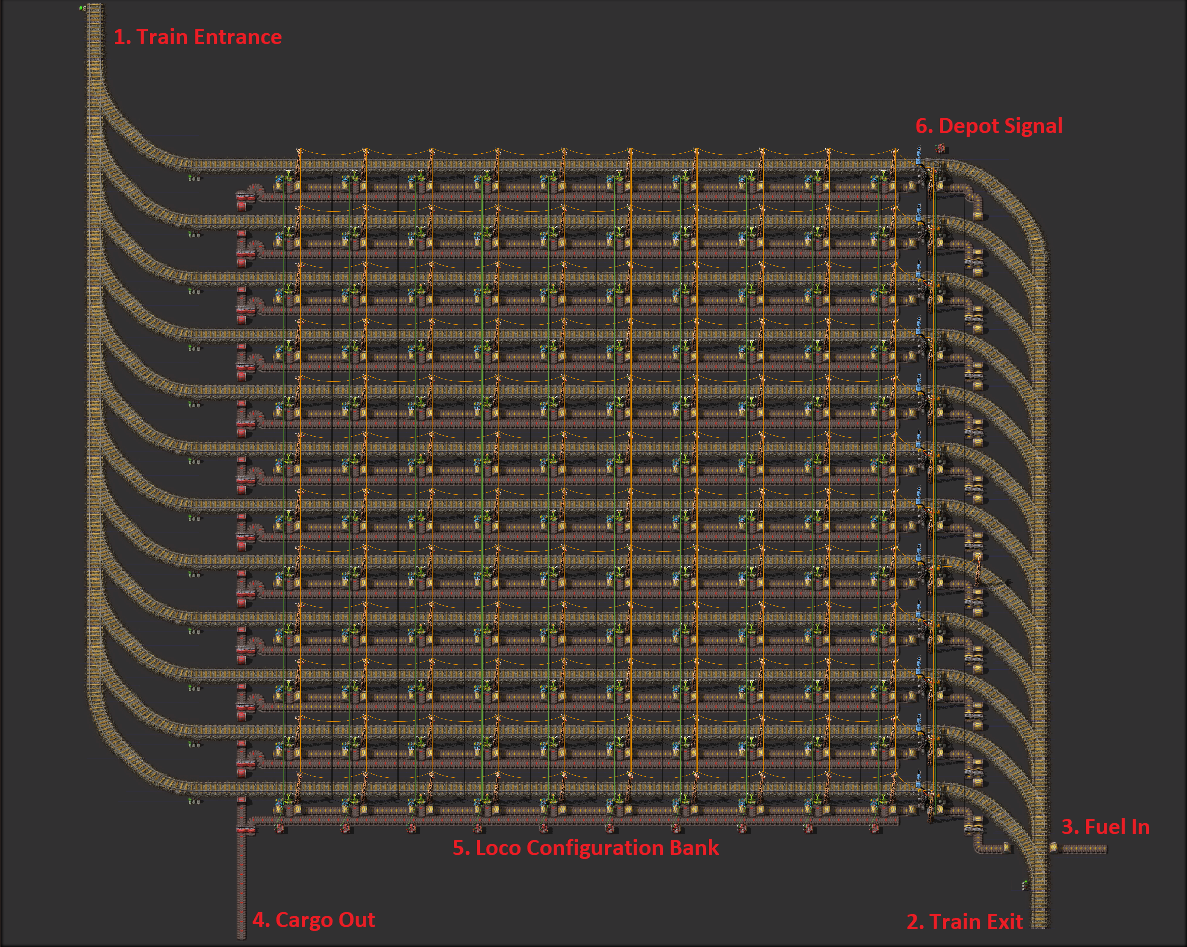 1. Train Entrance
6. Depot Signal
3. Fuel In
5. Loco Configuration Bank
4. Cargo Out
2. Train Exit